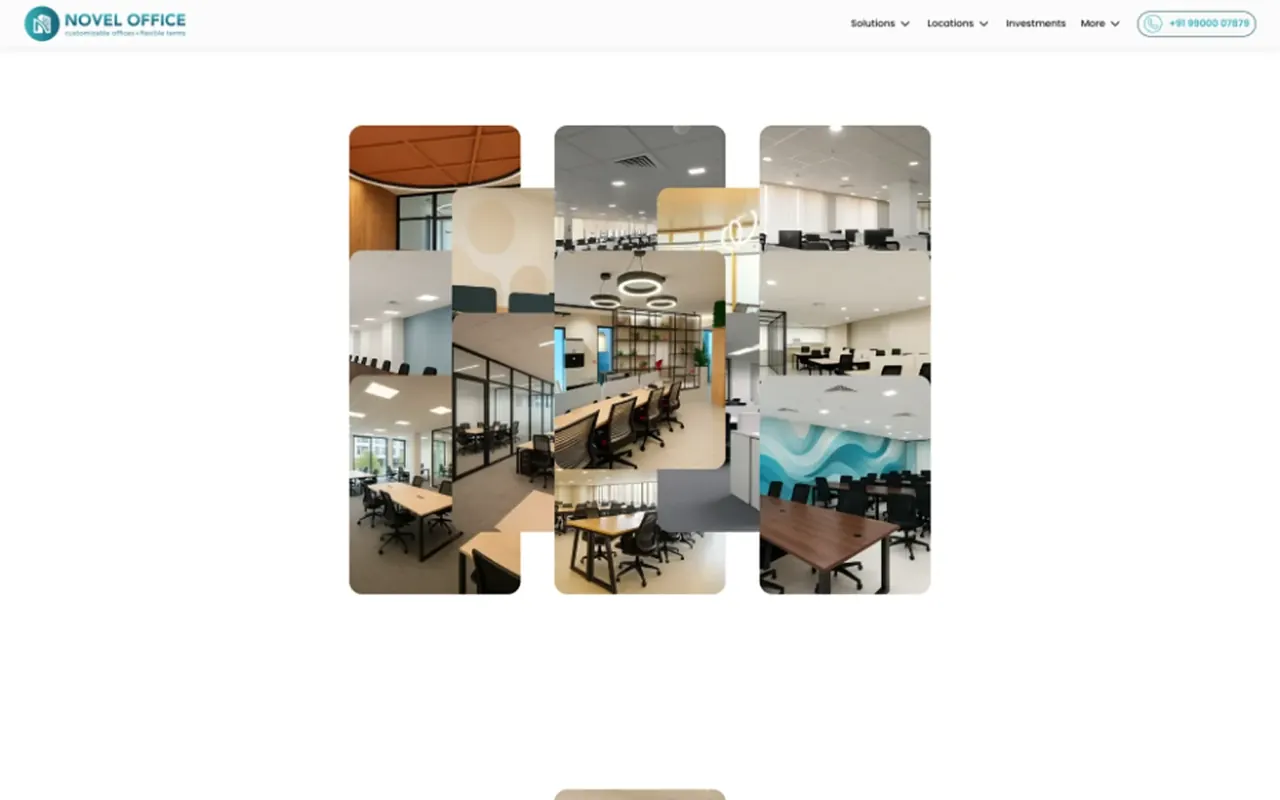 NOVEL OFFICE
customizable offices • flexible terms
Solutions
Locations
Investments
More
+91 99000 07879